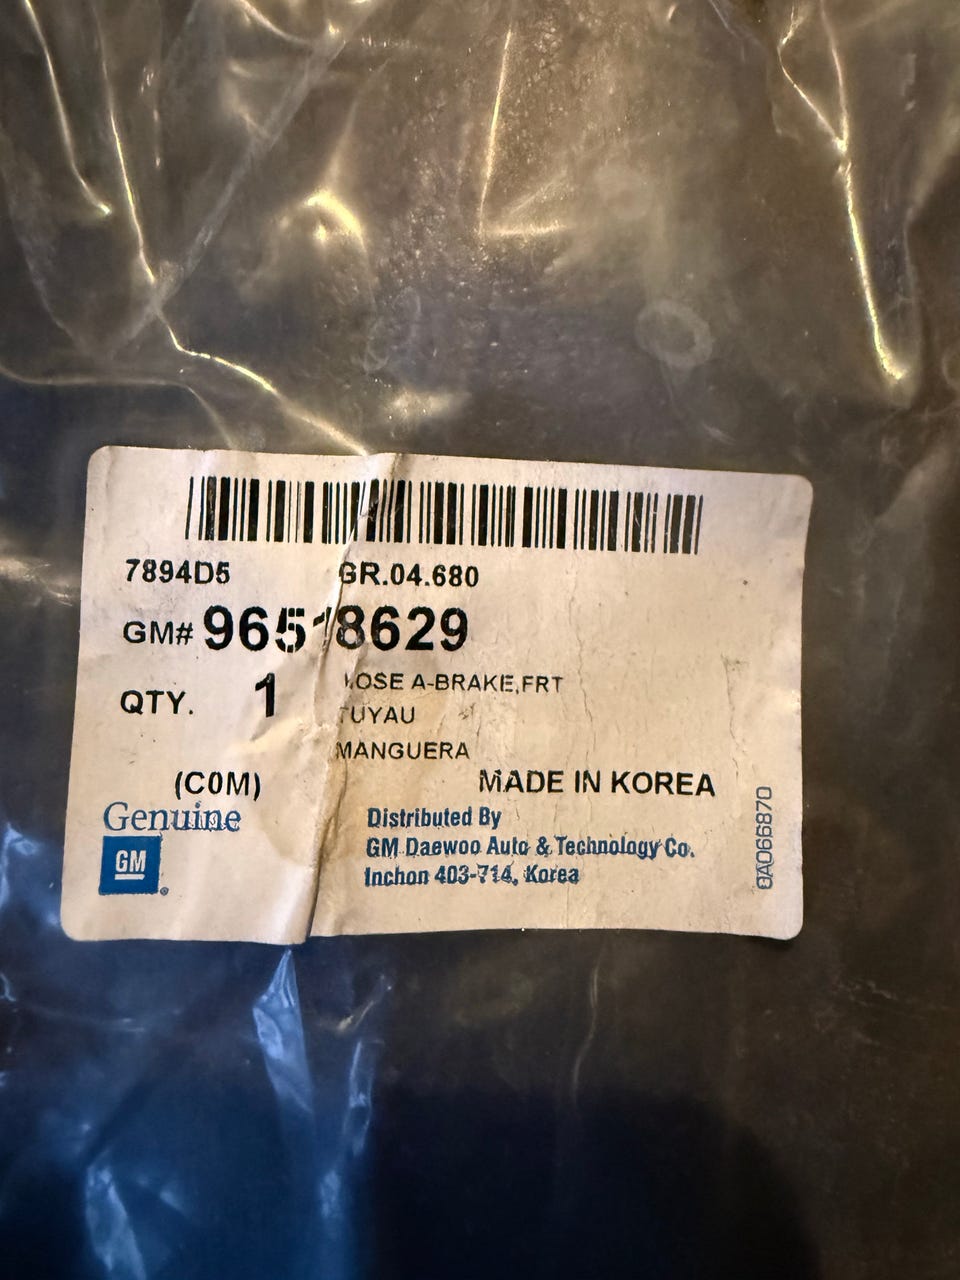 7894D5 GR.04.680
GM# 96518629
QTY. 1
HOSE A-BRAKE,FRT
TUYAU
MANGUERA
(C0M)
MADE IN KOREA
Genuine
GM
Distributed By
GM Daewoo Auto & Technology Co.
Inchon 403-714, Korea
8A066870